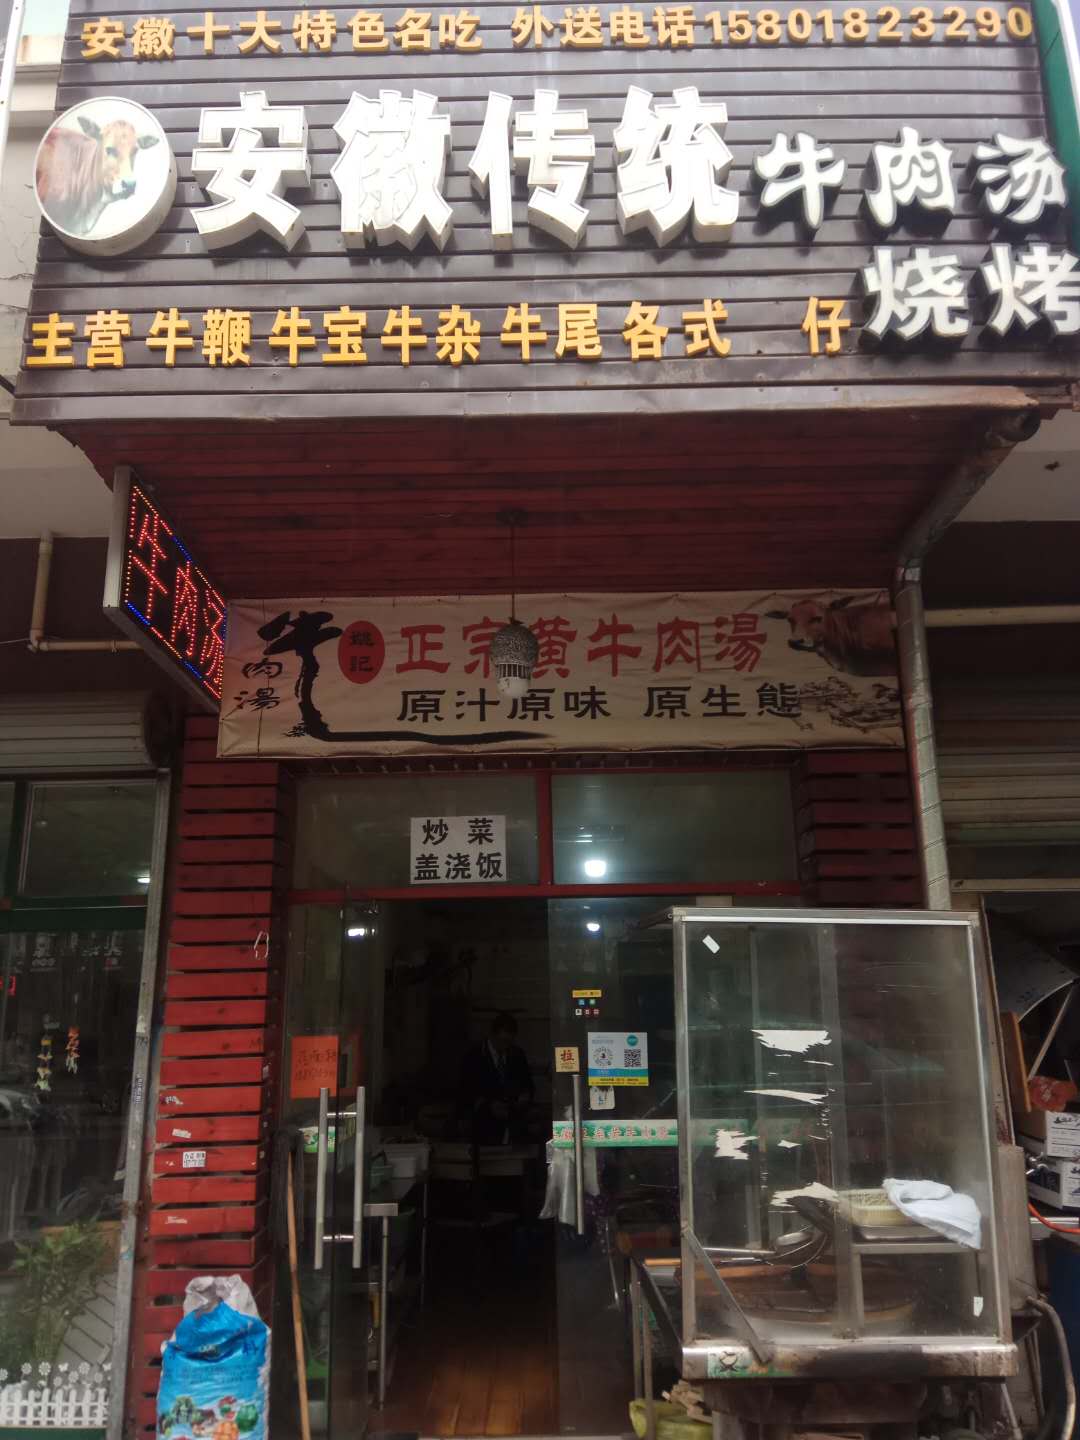 安徽十大特色名吃 外送电话15801823290
安徽传统牛肉汤
烧烤
主营牛鞭牛宝牛杂牛尾各式 仔
牛肉汤
牛肉湯
姚記
正宗黄牛肉湯
原汁原味 原生態
炒菜
盖浇饭
拉